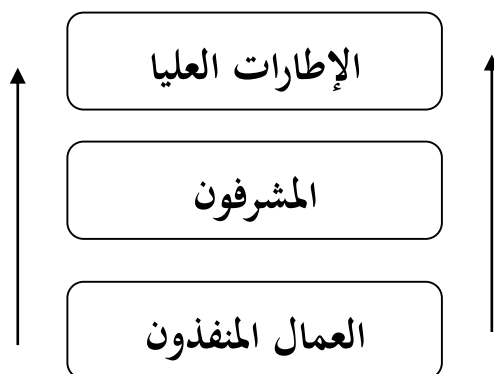 الإطارات العليا
المشرفون
العمال المنفذون